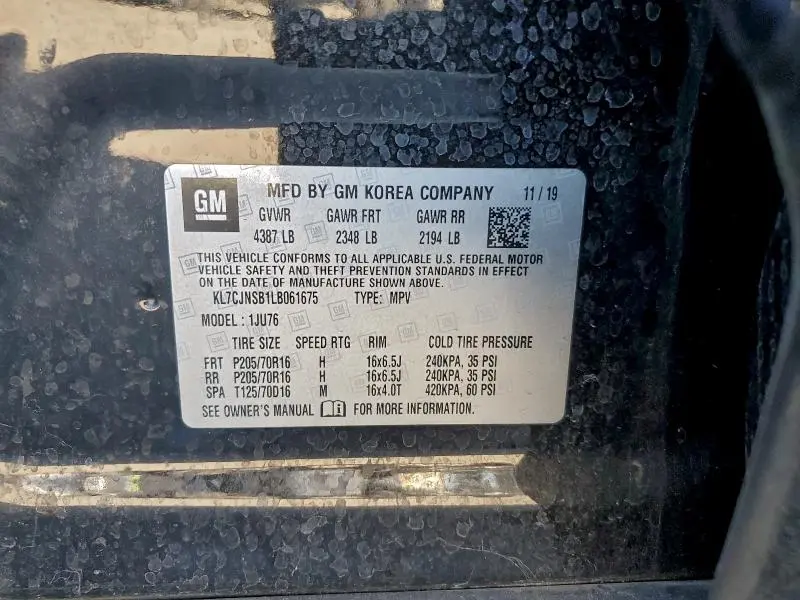 GM MFD BY GM KOREA COMPANY 11 / 19
GVWR GAWR FRT GAWR RR
4387 LB 2348 LB 2194 LB
THIS VEHICLE CONFORMS TO ALL APPLICABLE U.S. FEDERAL MOTOR
VEHICLE SAFETY AND THEFT PREVENTION STANDARDS IN EFFECT
ON THE DATE OF MANUFACTURE SHOWN ABOVE.
KL7CJNSB1LB061675 TYPE: MPV
MODEL : 1JU76
TIRE SIZE SPEED RTG RIM COLD TIRE PRESSURE
FRT P205/70R16 H 16x6.5J 240KPA, 35 PSI
RR P205/70R16 H 16x6.5J 240KPA, 35 PSI
SPA T125/70D16 M 16x4.0T 420KPA, 60 PSI
SEE OWNER'S MANUAL FOR MORE INFORMATION.